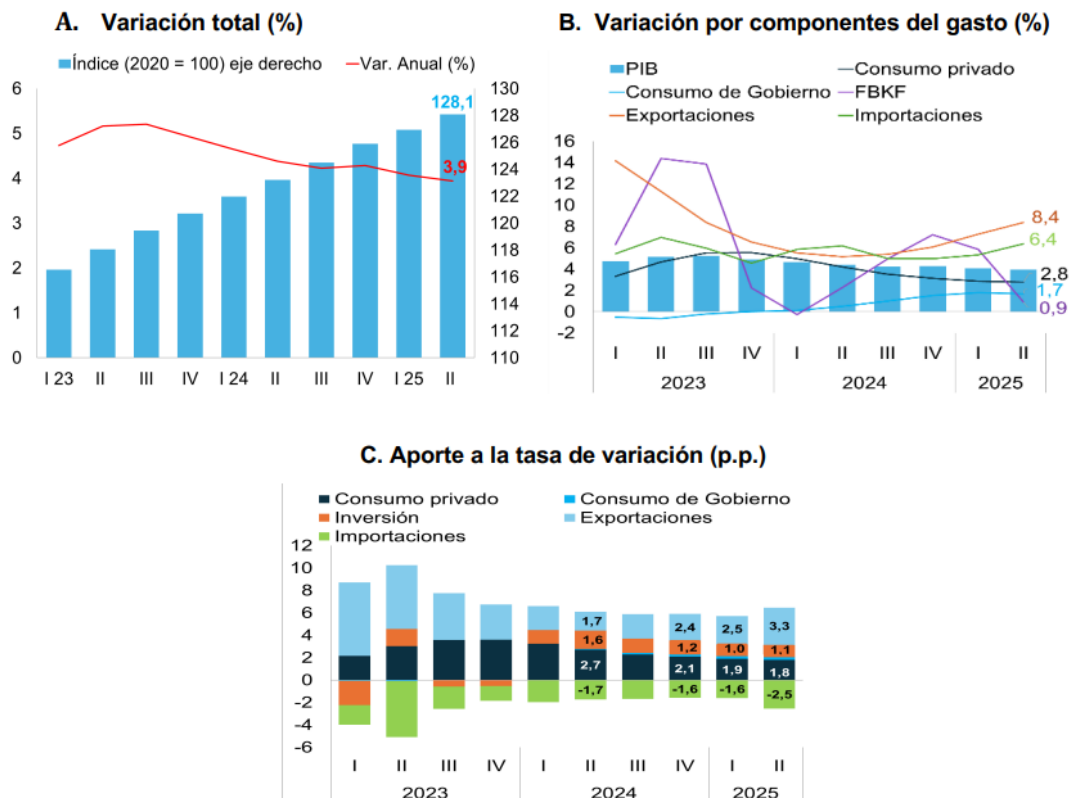 A. Variación total (%)
Índice (2020 = 100) eje derecho Var. Anual (%)
6 130
5 128
4 126
3 124
2 122
1 120
0 118
116
114
112
110
128,1
3,9
I 23 II III IV I 24 II III IV I 25 II
B. Variación por componentes del gasto (%)
PIB Consumo privado
Consumo de Gobierno FBKF
Exportaciones Importaciones
16
14
12
10
8
6
4
2
0
-2
8,4
6,4
2,8
1,7
0,9
I II III IV I II III IV I II
2023 2024 2025
C. Aporte a la tasa de variación (p.p.)
Consumo privado Consumo de Gobierno
Inversión Exportaciones
Importaciones
12
10
8
6
4
2
0
-2
-4
-6
1,7 2,4 2,5 3,3
1,6 1,2 1,0 1,1
2,7 2,1 1,9 1,8
-1,7 -1,6 -1,6 -2,5
I II III IV I II III IV I II
2023 2024 2025